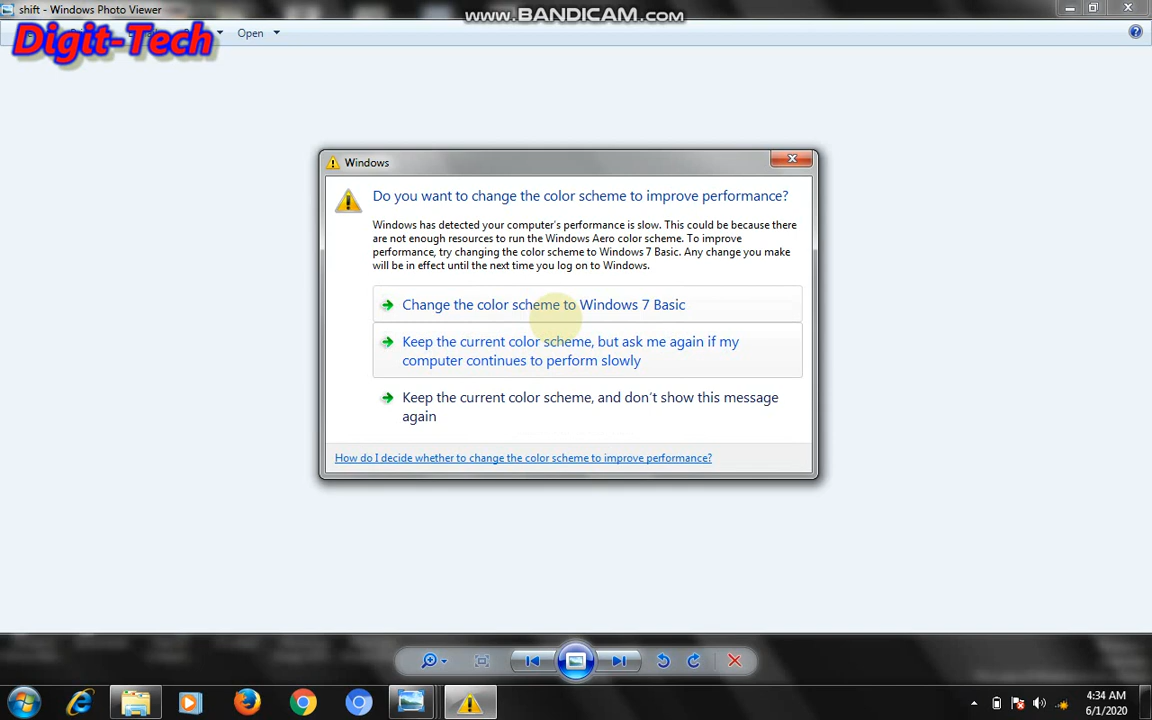 shift - Windows Photo Viewer
www.BANDICAM.com
Digit-Tech
Open
Windows
Do you want to change the color scheme to improve performance?
Windows has detected your computer's performance is slow. This could be because there
are not enough resources to run the Windows Aero color scheme. To improve
performance, try changing the color scheme to Windows 7 Basic. Any change you make
will be in effect until the next time you log on to Windows.
Change the color scheme to Windows 7 Basic
Keep the current color scheme, but ask me again if my
computer continues to perform slowly
Keep the current color scheme, and don't show this message
again
How do I decide whether to change the color scheme to improve performance?
4:34 AM
6/1/2020